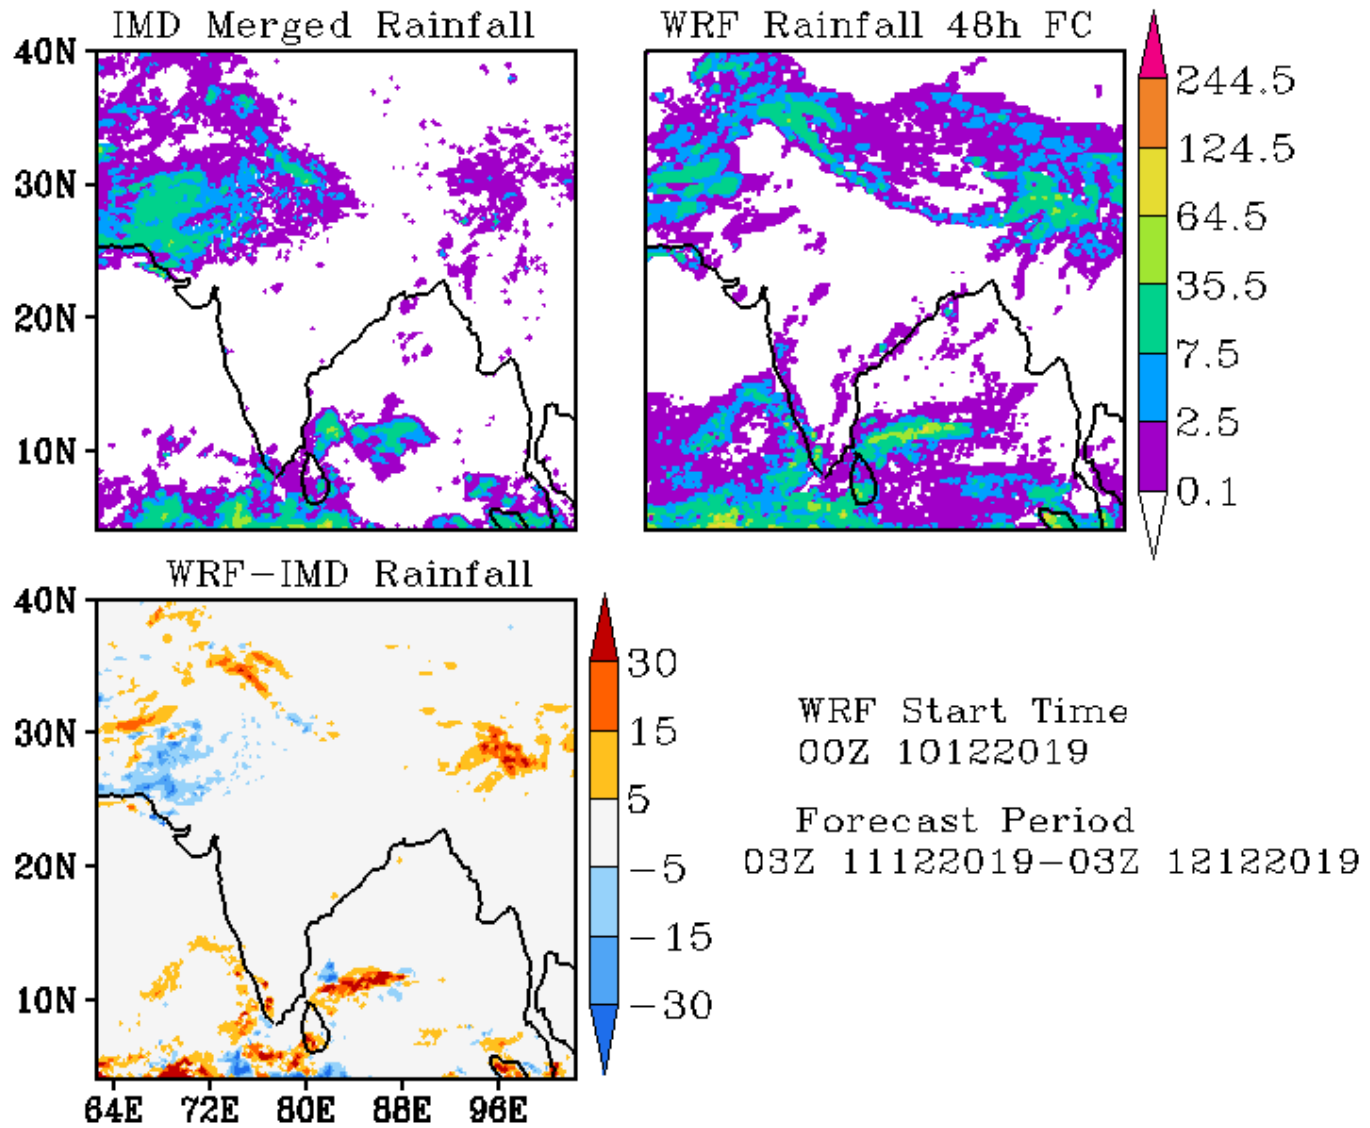 IMD Merged Rainfall
WRF Rainfall 48h FC
40N
30N
20N
10N
244.5
124.5
64.5
35.5
7.5
2.5
0.1
WRF-IMD Rainfall
40N
30N
20N
10N
64E 72E 80E 88E 96E
30
15
5
-5
-15
-30
WRF Start Time
00Z 10122019
Forecast Period
03Z 11122019-03Z 12122019